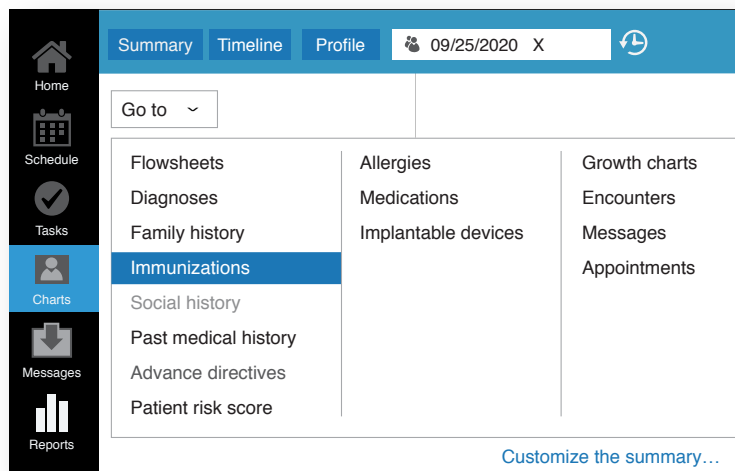 Summary Timeline Profile 09/25/2020 X
Home
Schedule
Tasks
Charts
Messages
Reports
Go to
Flowsheets
Diagnoses
Family history
Immunizations
Social history
Past medical history
Advance directives
Patient risk score
Allergies
Medications
Implantable devices
Growth charts
Encounters
Messages
Appointments
Customize the summary…